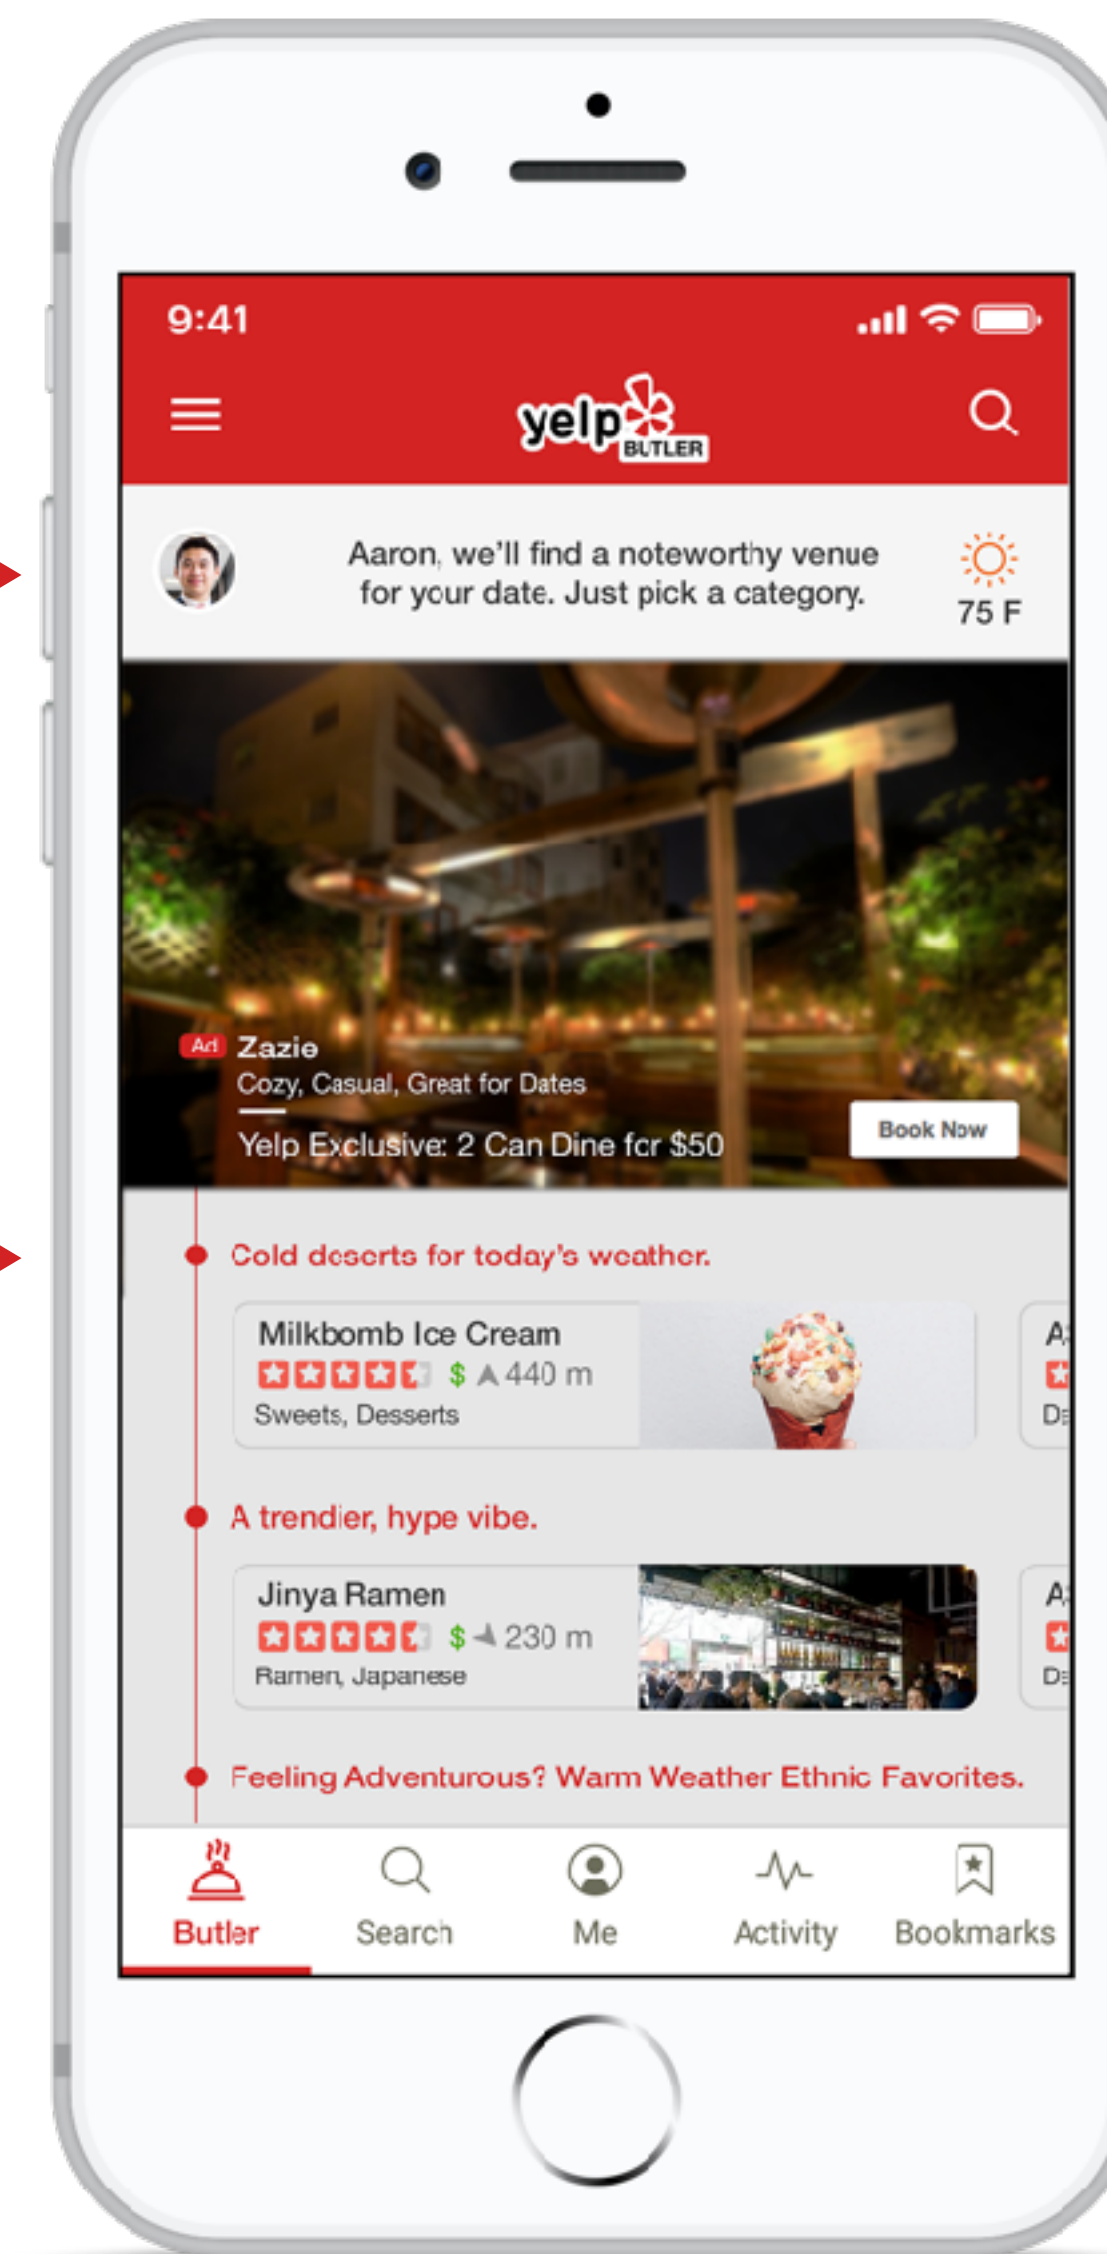 9:41
yelp
BUTLER
Aaron, we'll find a noteworthy venue
for your date. Just pick a category.
75 F
Ad Zazie
Cozy, Casual, Great for Dates
Yelp Exclusive: 2 Can Dine for $50
Book Now
Cold deserts for today's weather.
Milkbomb Ice Cream
$ 440 m
Sweets, Desserts
A trendier, hype vibe.
Jinya Ramen
$ 230 m
Ramen, Japanese
Feeling Adventurous? Warm Weather Ethnic Favorites.
Butler
Search
Me
Activity
Bookmarks